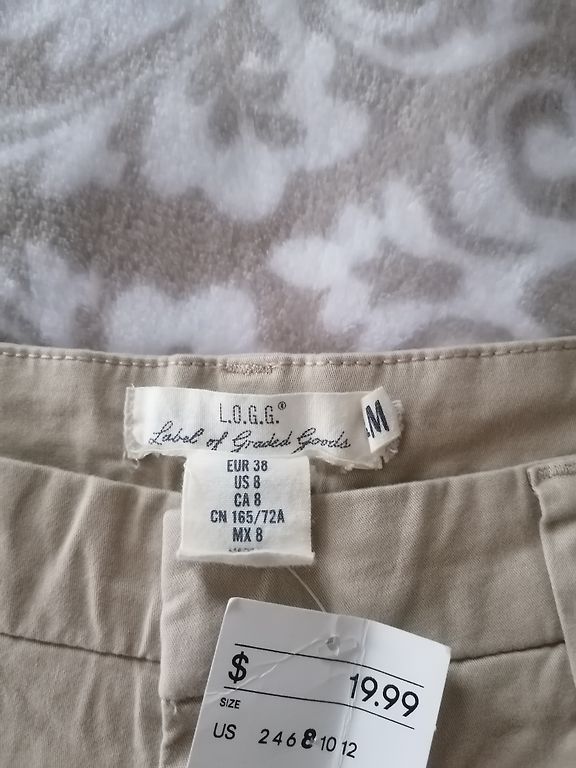 L.O.G.G.®
Label of Graded Goods
EUR 38
US 8
CA 8
CN 165/72A
MX 8
$ 19.99
SIZE
US 2 4 6 8 10 12